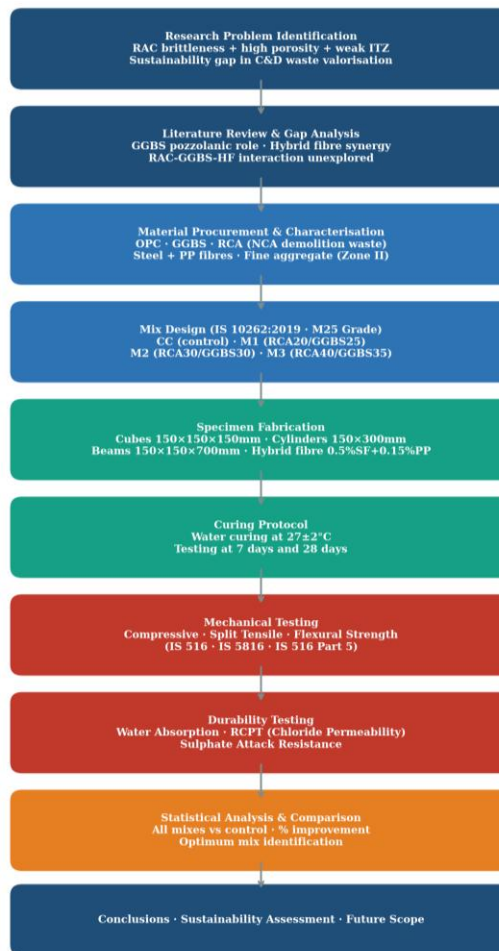 Research Problem Identification
RAC brittleness + high porosity + weak ITZ
Sustainability gap in C&D waste valorisation
Literature Review & Gap Analysis
GGBS pozzolanic role · Hybrid fibre synergy
RAC-GGBS-HF interaction unexplored
Material Procurement & Characterisation
OPC · GGBS · RCA (NCA demolition waste)
Steel + PP fibres · Fine aggregate (Zone II)
Mix Design (IS 10262:2019 · M25 Grade)
CC (control) · M1 (RCA20/GGBS25)
M2 (RCA30/GGBS30) · M3 (RCA40/GGBS35)
Specimen Fabrication
Cubes 150×150×150mm · Cylinders 150×300mm
Beams 150×150×700mm · Hybrid fibre 0.5%SF+0.15%PP
Curing Protocol
Water curing at 27±2°C
Testing at 7 days and 28 days
Mechanical Testing
Compressive · Split Tensile · Flexural Strength
(IS 516 · IS 5816 · IS 516 Part 5)
Durability Testing
Water Absorption · RCPT (Chloride Permeability)
Sulphate Attack Resistance
Statistical Analysis & Comparison
All mixes vs control · % improvement
Optimum mix identification
Conclusions · Sustainability Assessment · Future Scope